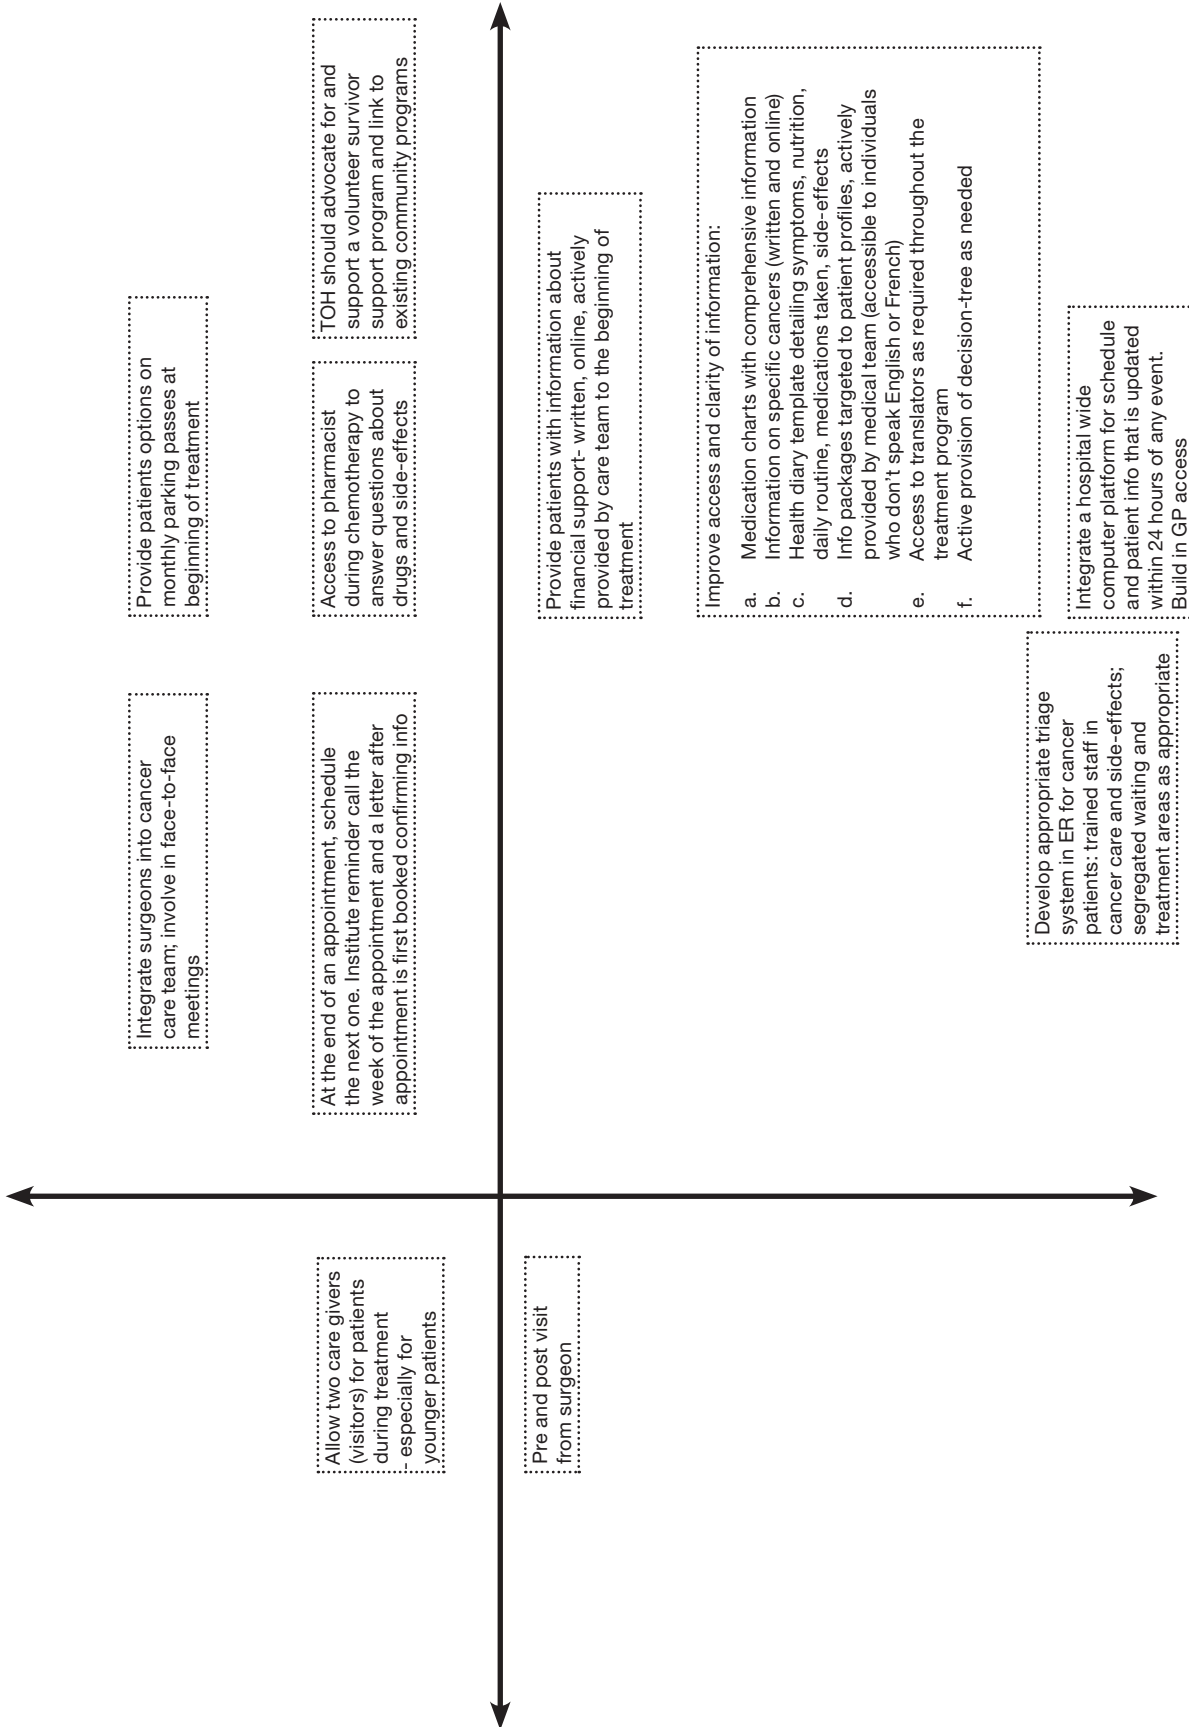 Allow two care givers
(visitors) for patients
during treatment
- especially for
younger patients
Integrate surgeons into cancer
care team; involve in face-to-face
meetings
Provide patients options on
monthly parking passes at
beginning of treatment
At the end of an appointment, schedule
the next one. Institute reminder call the
week of the appointment and a letter after
appointment is first booked confirming info
Access to pharmacist
during chemotherapy to
answer questions about
drugs and side-effects
TOH should advocate for and
support a volunteer survivor
support program and link to
existing community programs
Pre and post visit
from surgeon
Provide patients with information about
financial support- written, online, actively
provided by care team to the beginning of
treatment
Improve access and clarity of information:
a. Medication charts with comprehensive information
b. Information on specific cancers (written and online)
c. Health diary template detailing symptoms, nutrition,
daily routine, medications taken, side-effects
d. Info packages targeted to patient profiles, actively
provided by medical team (accessible to individuals
who don't speak English or French)
e. Access to translators as required throughout the
treatment program
f. Active provision of decision-tree as needed
Develop appropriate triage
system in ER for cancer
patients: trained staff in
cancer care and side-effects;
segregated waiting and
treatment areas as appropriate
Integrate a hospital wide
computer platform for schedule
and patient info that is updated
within 24 hours of any event.
Build in GP access